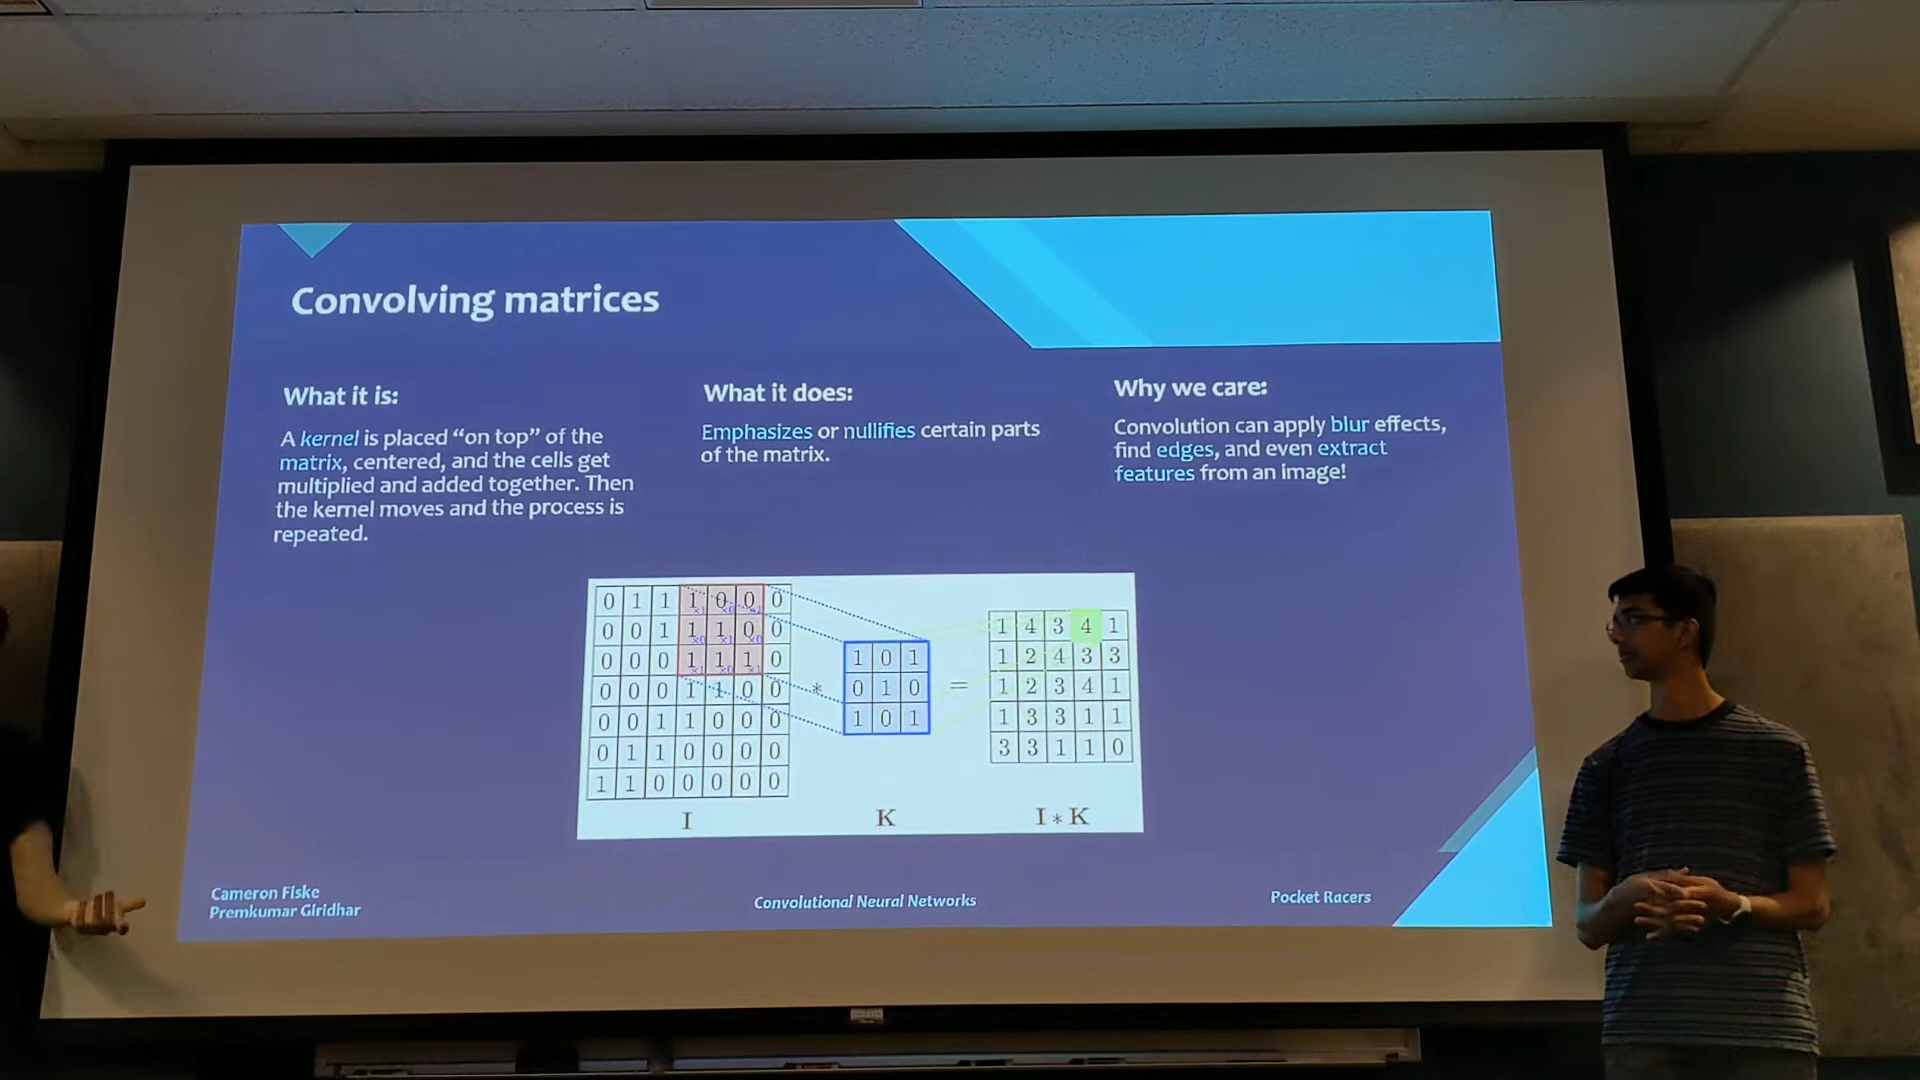 Convolving matrices
What it is:
A kernel is placed “on top” of the
matrix, centered, and the cells get
multiplied and added together. Then
the kernel moves and the process is
repeated.
What it does:
Emphasizes or nullifies certain parts
of the matrix.
Why we care:
Convolution can apply blur effects,
find edges, and even extract
features from an image!
0 1 1 1 0 0 0
0 0 1 1 1 0 0
0 0 0 1 1 1 0
0 0 0 1 1 0 0
0 0 1 1 0 0 0
0 1 1 0 0 0 0
1 1 0 0 0 0 0
I
*
1 0 1
0 1 0
1 0 1
K
=
1 4 3 4 1
1 2 4 3 3
1 2 3 4 1
1 3 3 1 1
3 3 1 1 0
I * K
Cameron Fiske
Premkumar Giridhar
Convolutional Neural Networks
Pocket Racers